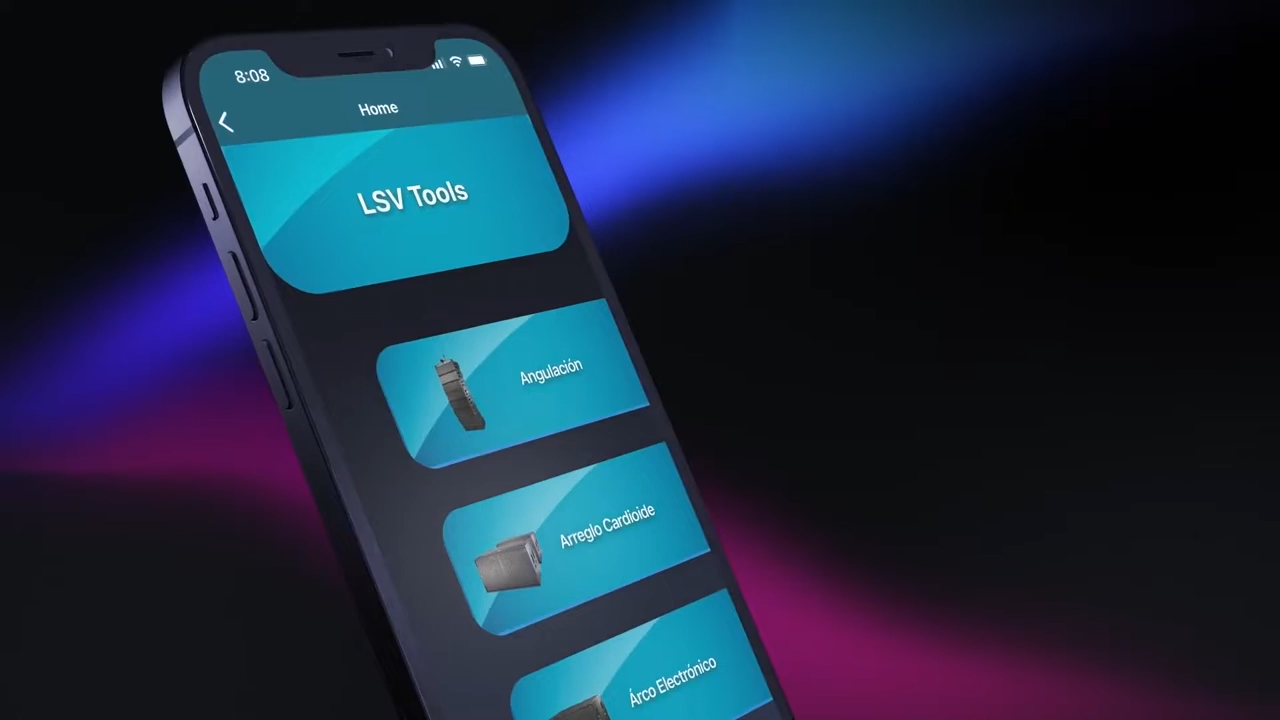 8:08
Home
LSV Tools
Angulación
Arreglo Cardioide
Árco Electrónico